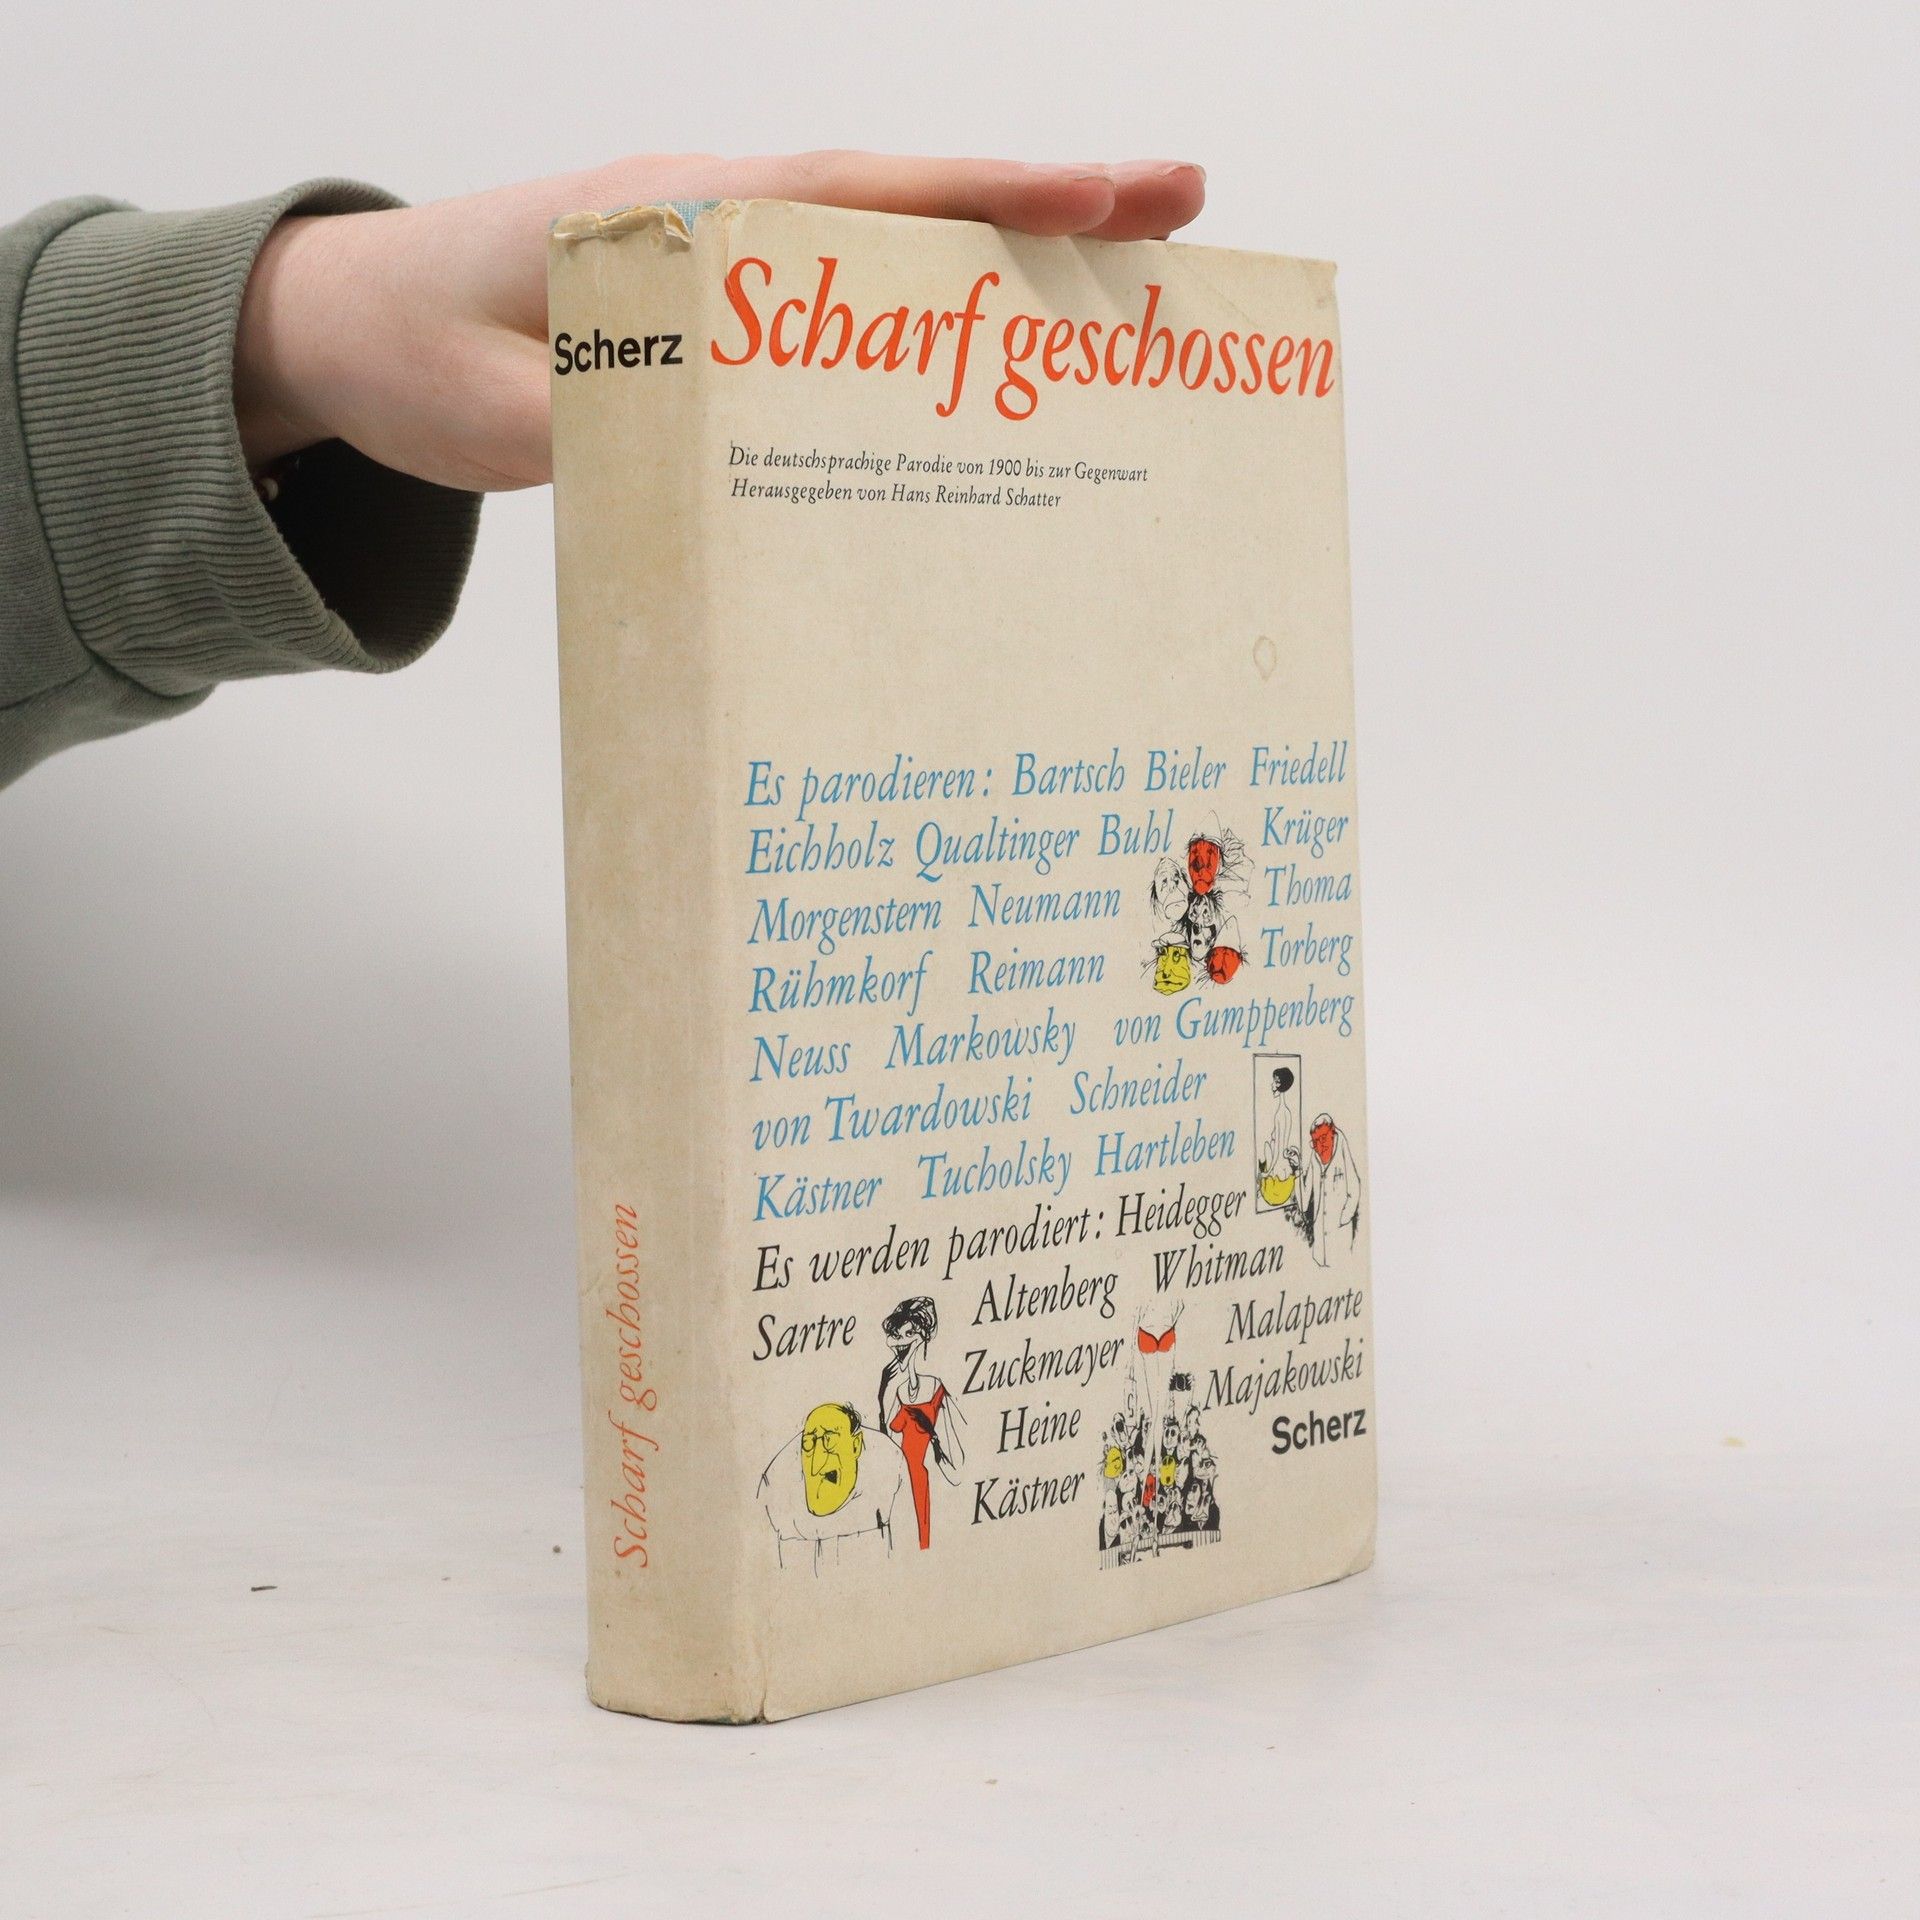 Scherz
Scharf geschossen
Scharf geschossen
Die deutschsprachige Parodie von 1900 bis zur Gegenwart
Herausgegeben von Hans Reinhard Schatter
Es parodieren: Bartsch Bieler Friedell
Eichholz Qualtinger Buhl Krüger
Morgenstern Neumann Thoma
Rühmkorf Reimann Torberg
Neuss Markowsky von Gumppenberg
von Twardowski Schneider
Kästner Tucholsky Hartleben
Es werden parodiert: Heidegger
Sartre Altenberg Whitman
Zuckmayer Malaparte
Heine Majakowski
Kästner
Scherz